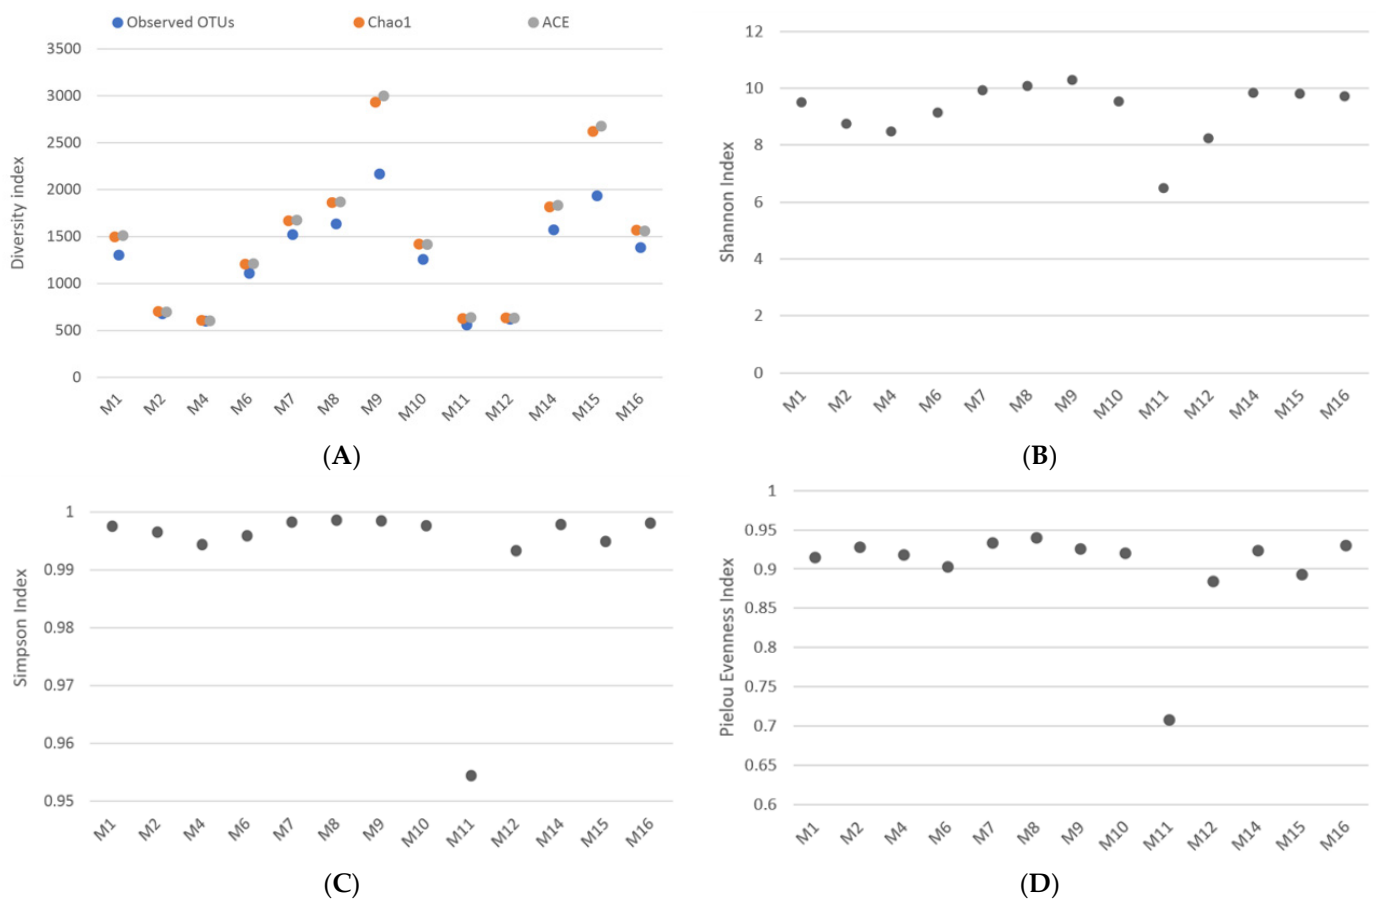 Observed OTUs Chao1 ACE
Diversity index
3500
3000
2500
2000
1500
1000
500
0
M1 M2 M4 M6 M7 M8 M9 M10 M11 M12 M14 M15 M16
(A)
Shannon Index
12
10
8
6
4
2
0
M1 M2 M4 M6 M7 M8 M9 M10 M11 M12 M14 M15 M16
(B)
Simpson Index
1
0.99
0.98
0.97
0.96
0.95
M1 M2 M4 M6 M7 M8 M9 M10 M11 M12 M14 M15 M16
(C)
Pielou Evenness Index
1
0.95
0.9
0.85
0.8
0.75
0.7
0.65
0.6
M1 M2 M4 M6 M7 M8 M9 M10 M11 M12 M14 M15 M16
(D)